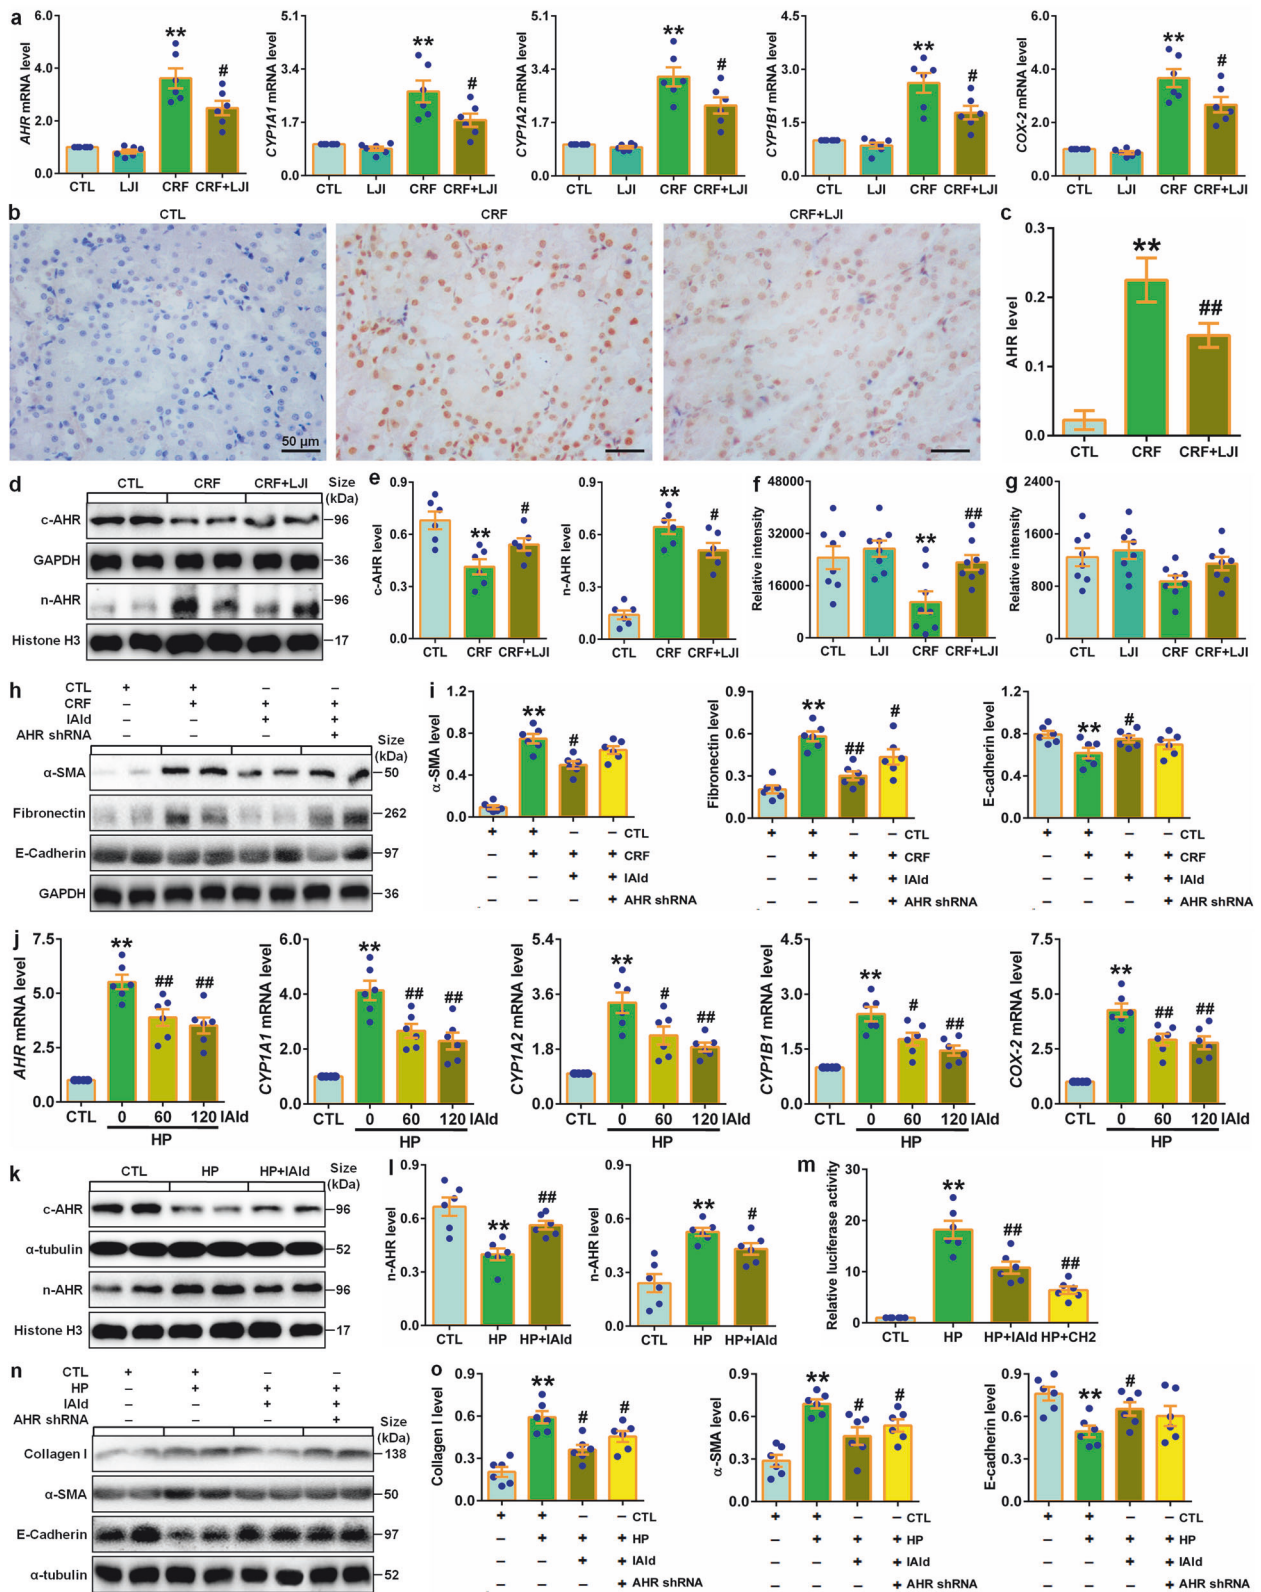 a
AHR mRNA level
6.0
4.0
2.0
0.0
** #
CTL LJI CRF CRF+LJI
CYP1A1 mRNA level
5.1
3.4
1.7
0.0
** #
CTL LJI CRF CRF+LJI
CYP1A2 mRNA level
5.1
3.4
1.7
0.0
** #
CTL LJI CRF CRF+LJI
CYP1B1 mRNA level
4.5
3.0
1.5
0.0
** #
CTL LJI CRF CRF+LJI
COX-2 mRNA level
6.0
4.0
2.0
0.0
** #
CTL LJI CRF CRF+LJI
b
CTL CRF CRF+LJI
50 μm
c
AHR level
0.3
0.2
0.1
0.0
** ##
CTL CRF CRF+LJI
d
CTL CRF CRF+LJI Size
(kDa)
c-AHR 96
GAPDH 36
n-AHR 96
Histone H3 17
e
c-AHR level
0.9
0.6
0.3
0.0
** #
CTL CRF CRF+LJI
n-AHR level
0.9
0.6
0.3
0.0
** #
CTL CRF CRF+LJI
f
Relative intensity
48000
32000
16000
0
** ##
CTL LJI CRF CRF+LJI
g
Relative intensity
2400
1600
800
0
CTL LJI CRF CRF+LJI
h
CTL + + – –
CRF – + + +
IAld – – + +
AHR shRNA – – – +
Size
(kDa)
α-SMA 50
Fibronectin 262
E-Cadherin 97
GAPDH 36
i
α-SMA level
1.2
0.8
0.4
0.0
** #
+ + – – CTL
– + + + CRF
– – + + IAld
– – – + AHR shRNA
Fibronectin level
0.9
0.6
0.3
0.0
** ## #
+ + – – CTL
– + + + CRF
– – + + IAld
– – – + AHR shRNA
E-cadherin level
1.2
0.8
0.4
0.0
** #
+ + – – CTL
– + + + CRF
– – + + IAld
– – – + AHR shRNA
j
AHR mRNA level
7.5
5.0
2.5
0.0
** ## ##
CTL 0 60 120 IAld
HP
CYP1A1 mRNA level
6.0
4.0
2.0
0.0
** ## ##
CTL 0 60 120 IAld
HP
CYP1A2 mRNA level
5.4
3.6
1.8
0.0
** # ##
CTL 0 60 120 IAld
HP
CYP1B1 mRNA level
4.5
3.0
1.5
0.0
** # ##
CTL 0 60 120 IAld
HP
COX-2 mRNA level
7.5
5.0
2.5
0.0
** ## ##
CTL 0 60 120 IAld
HP
k
CTL HP HP+IAld Size
(kDa)
c-AHR 96
α-tubulin 52
n-AHR 96
Histone H3 17
l
n-AHR level
0.9
0.6
0.3
0.0
** ##
CTL HP HP+IAld
n-AHR level
0.9
0.6
0.3
0.0
** #
CTL HP HP+IAld
m
Relative luciferase activity
30
20
10
0
** ## ##
CTL HP HP+IAld HP+CH2
n
CTL + + – –
HP – + + +
IAld – – + +
AHR shRNA – – – +
Size
(kDa)
Collagen I 138
α-SMA 50
E-Cadherin 97
α-tubulin 52
o
Collagen I level
0.9
0.6
0.3
0.0
** # #
+ + – – CTL
– + + + HP
– – + + IAld
– – – + AHR shRNA
α-SMA level
0.9
0.6
0.3
0.0
** # #
+ + – – CTL
– + + + HP
– – + + IAld
– – – + AHR shRNA
E-cadherin level
0.9
0.6
0.3
0.0
** #
+ + – – CTL
– + + + HP
– – + + IAld
– – – + AHR shRNA